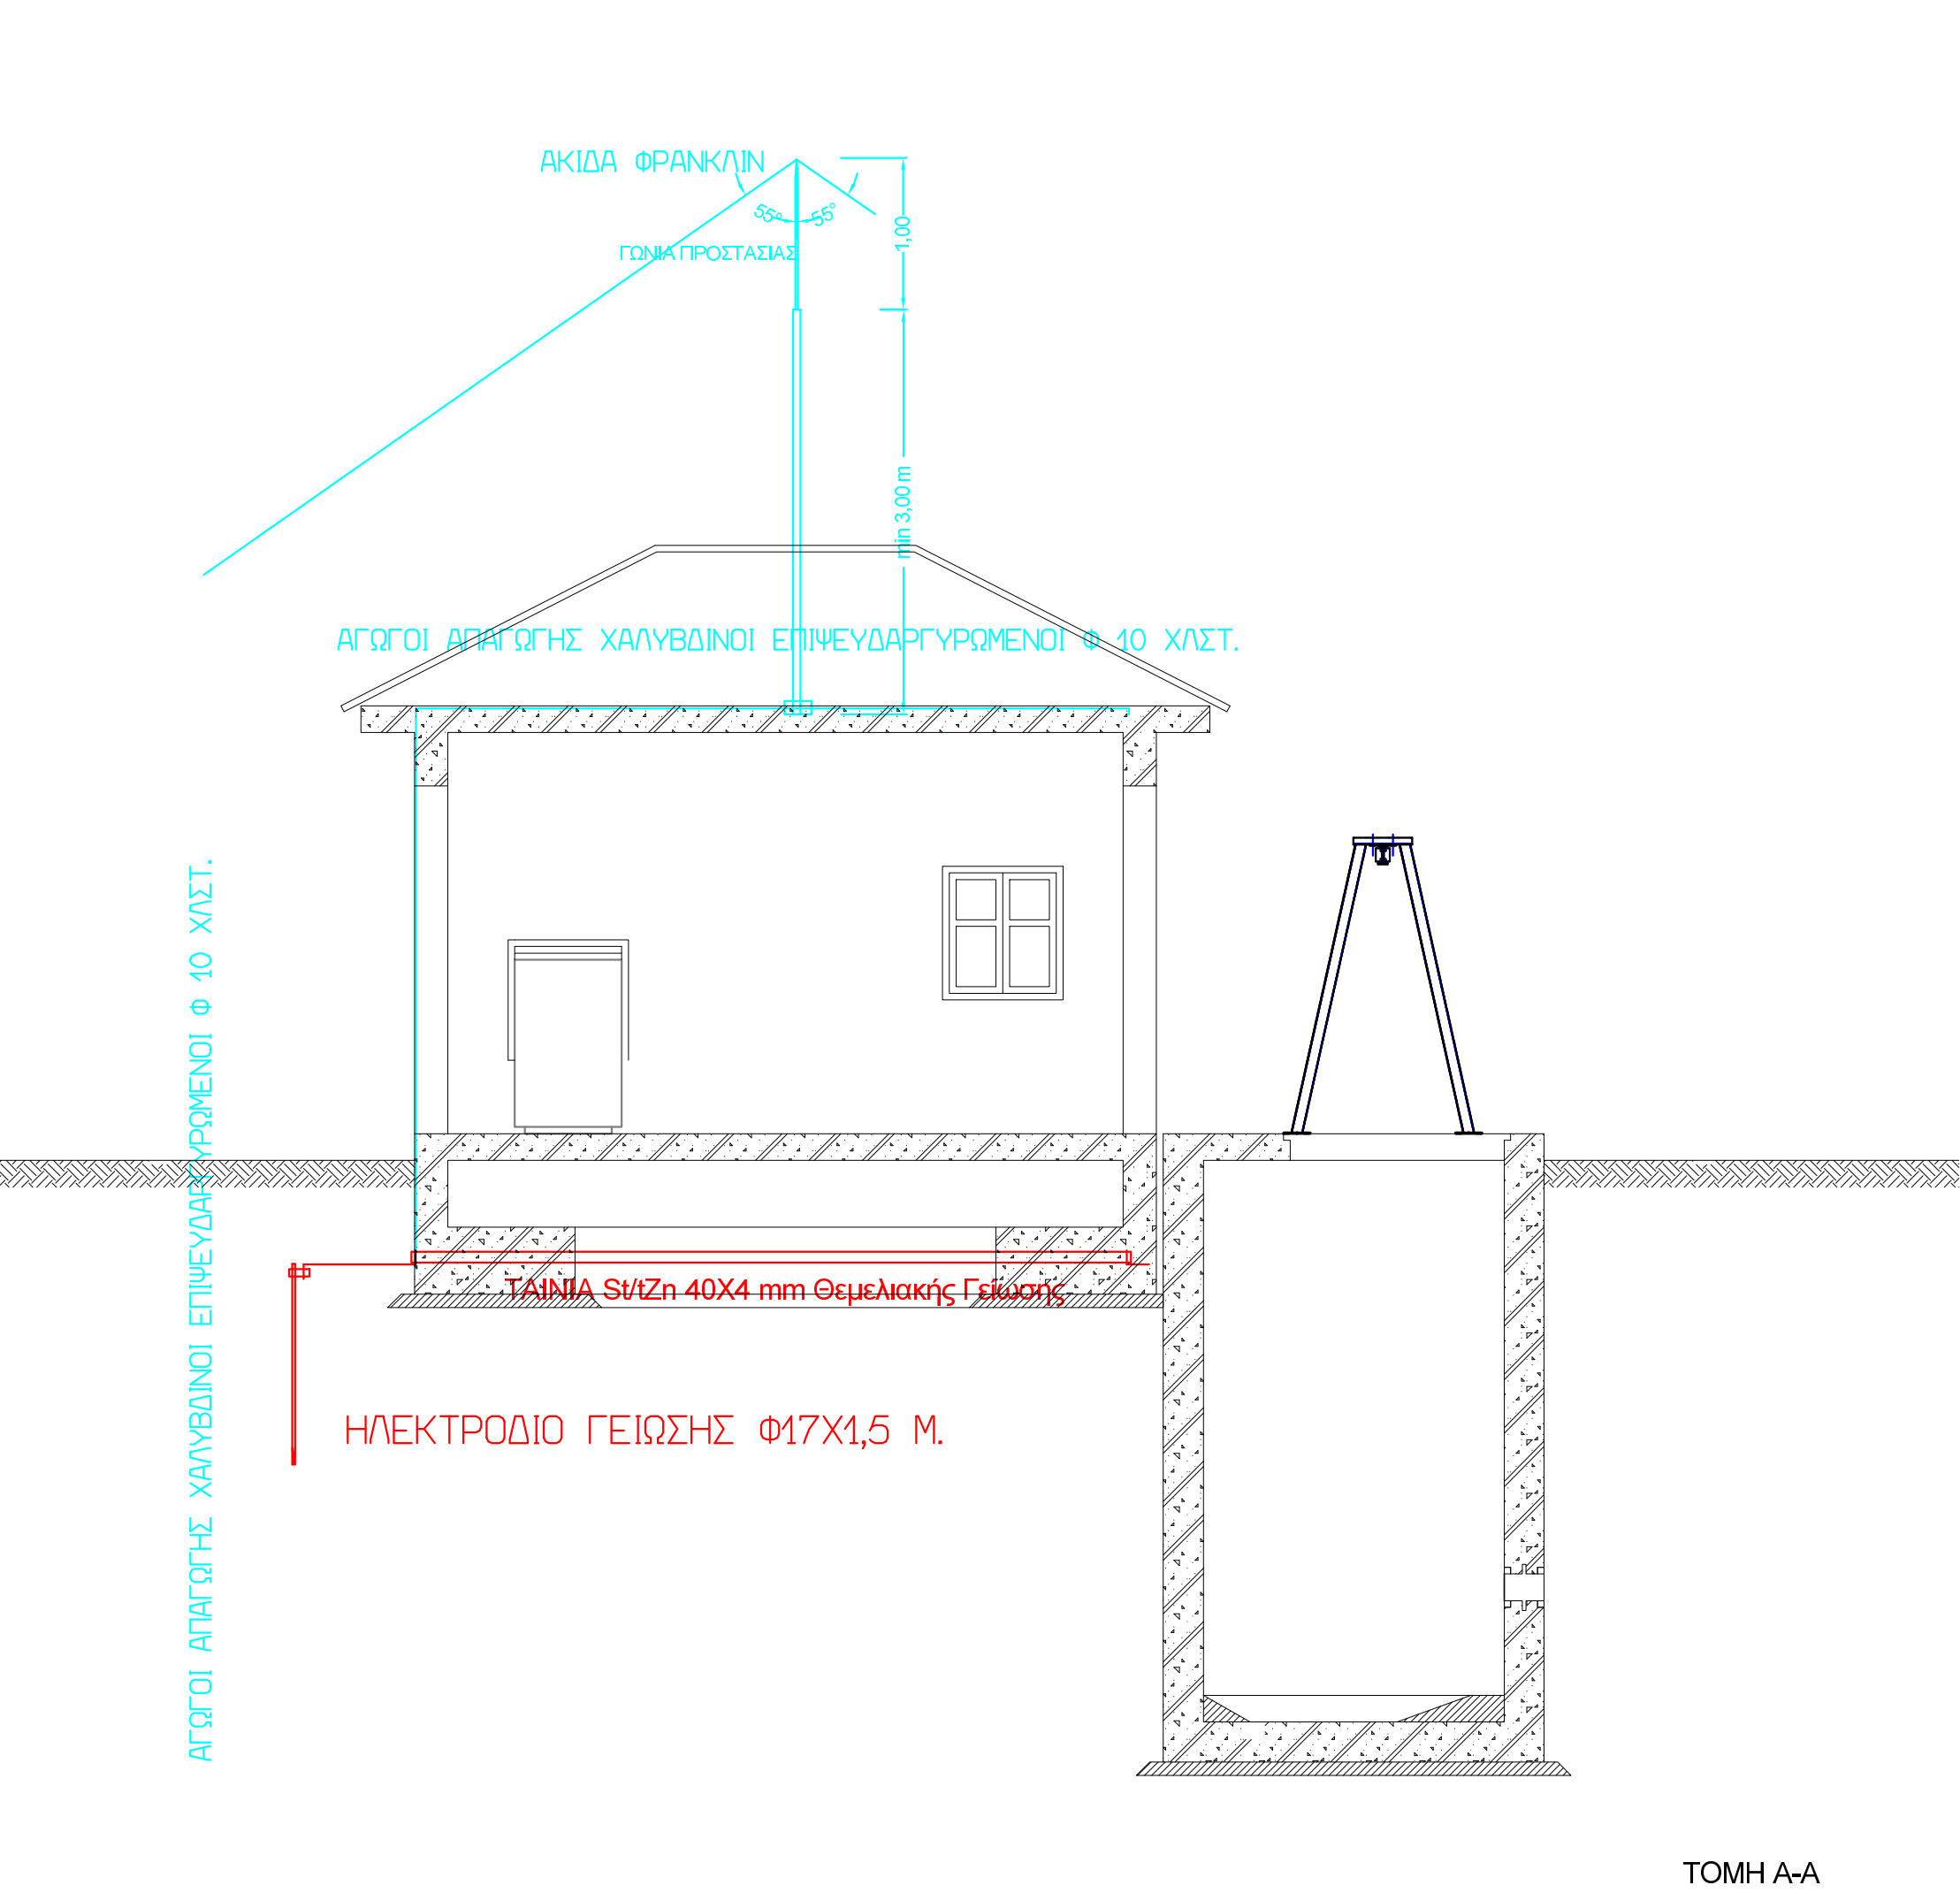 ΑΚΙΔΑ ΦΡΑΝΚΛΙΝ
55° 55°
ΓΩΝΙΑ ΠΡΟΣΤΑΣΙΑΣ
1,00
min 3,00 m
ΑΓΩΓΟΙ ΑΠΑΓΩΓΗΣ ΧΑΛΥΒΔΙΝΟΙ ΕΠΙΨΕΥΔΑΡΓΥΡΩΜΕΝΟΙ Φ 10 ΧΛΣΤ.
ΑΓΩΓΟΙ ΑΠΑΓΩΓΗΣ ΧΑΛΥΒΔΙΝΟΙ ΕΠΙΨΕΥΔΑΡΓΥΡΩΜΕΝΟΙ Φ 10 ΧΛΣΤ.
ΤΑΙΝΙΑ St/tZn 40X4 mm Θεμελιακής Γείωσης
ΗΛΕΚΤΡΟΔΙΟ ΓΕΙΩΣΗΣ Φ17Χ1,5 Μ.
ΤΟΜΗ Α-Α